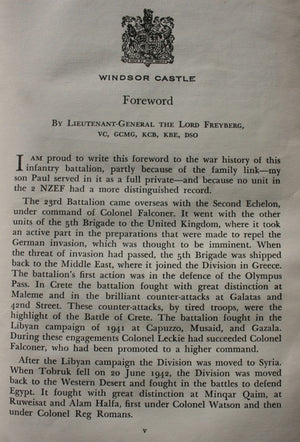 WINDSOR CASTLE
Foreword
By Lieutenant-General the Lord Freyberg,
VC, GCMG, KCB, KBE, DSO
I am proud to write this foreword to the war history of this
infantry battalion, partly because of the family link—my
son Paul served in it as a full private—and because no unit in
the 2 NZEF had a more distinguished record.
The 23rd Battalion came overseas with the Second Echelon,
under command of Colonel Falconer. It went with the other
units of the 5th Brigade to the United Kingdom, where it took
an active part in the preparations that were made to repel the
German invasion, which was thought to be imminent. When
the threat of invasion had passed, the 5th Brigade was shipped
back to the Middle East, where it joined the Division in Greece.
The battalion's first action was in the defence of the Olympus
Pass. In Crete the battalion fought with great distinction at
Maleme and in the brilliant counter-attacks at Galatas and
42nd Street. These counter-attacks, by tired troops, were the
highlight of the Battle of Crete. The battalion fought in the
Libyan campaign of 1941 at Capuzzo, Musaid, and Gazala.
During these engagements Colonel Leckie had succeeded Colonel
Falconer, who had been promoted to a higher command.
After the Libyan campaign the Division was moved to Syria.
When Tobruk fell on 20 June 1942, the Division was moved
back to the Western Desert and fought in the battles to defend
Egypt. It fought with great distinction at Minqar Qaim, at
Ruweisat and Alam Halfa, first under Colonel Watson and then
under Colonel Reg Romans.
v